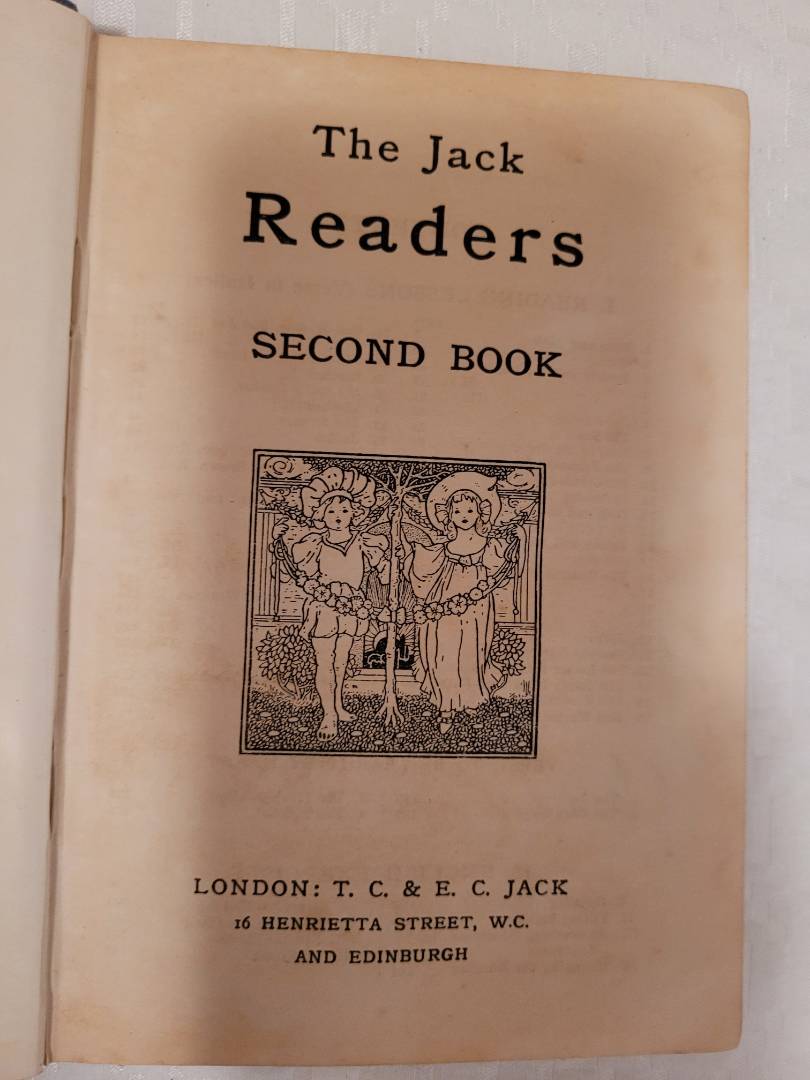 The Jack
Readers
SECOND BOOK
LONDON: T. C. & E. C. JACK
16 HENRIETTA STREET, W.C.
AND EDINBURGH